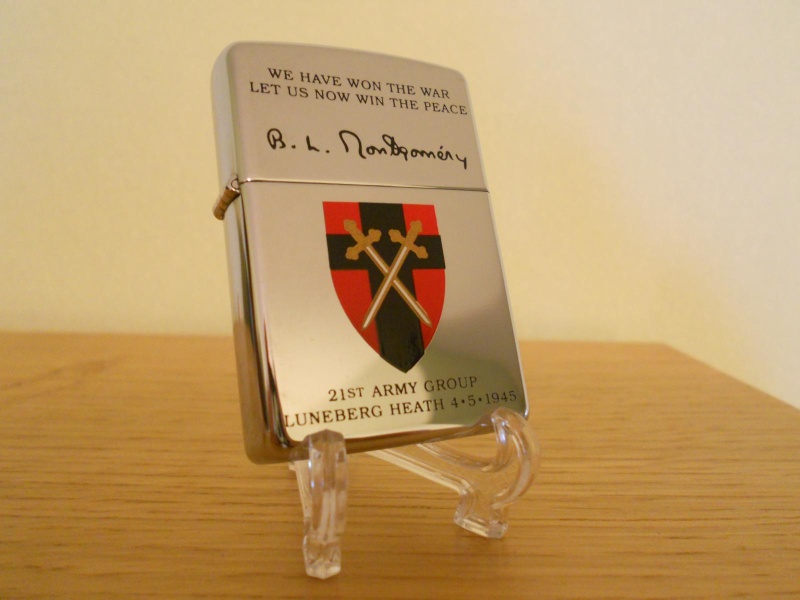 WE HAVE WON THE WAR
LET US NOW WIN THE PEACE
B. L. Montgomery
21ST ARMY GROUP
LUNEBERG HEATH 4•5•1945